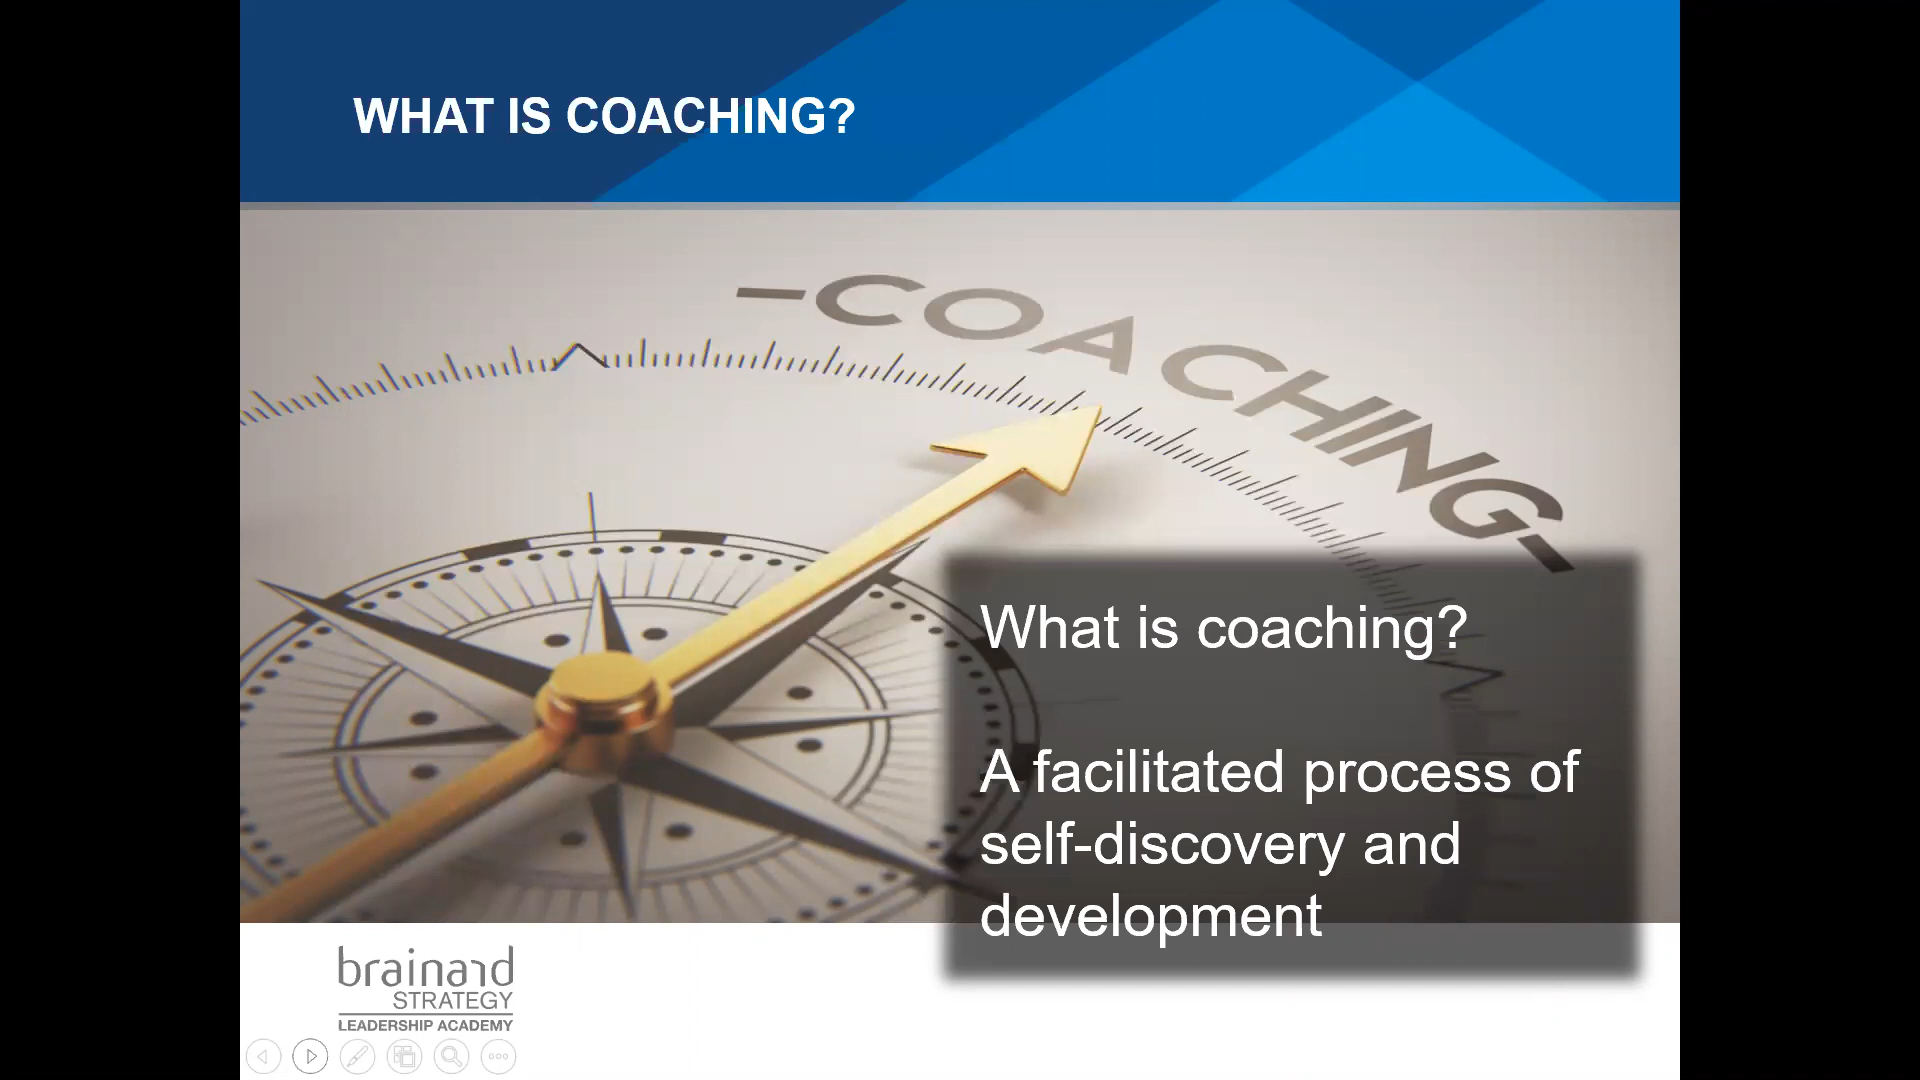 WHAT IS COACHING?
-COACHING-
What is coaching?
A facilitated process of
self-discovery and
development
brainard
STRATEGY
LEADERSHIP ACADEMY